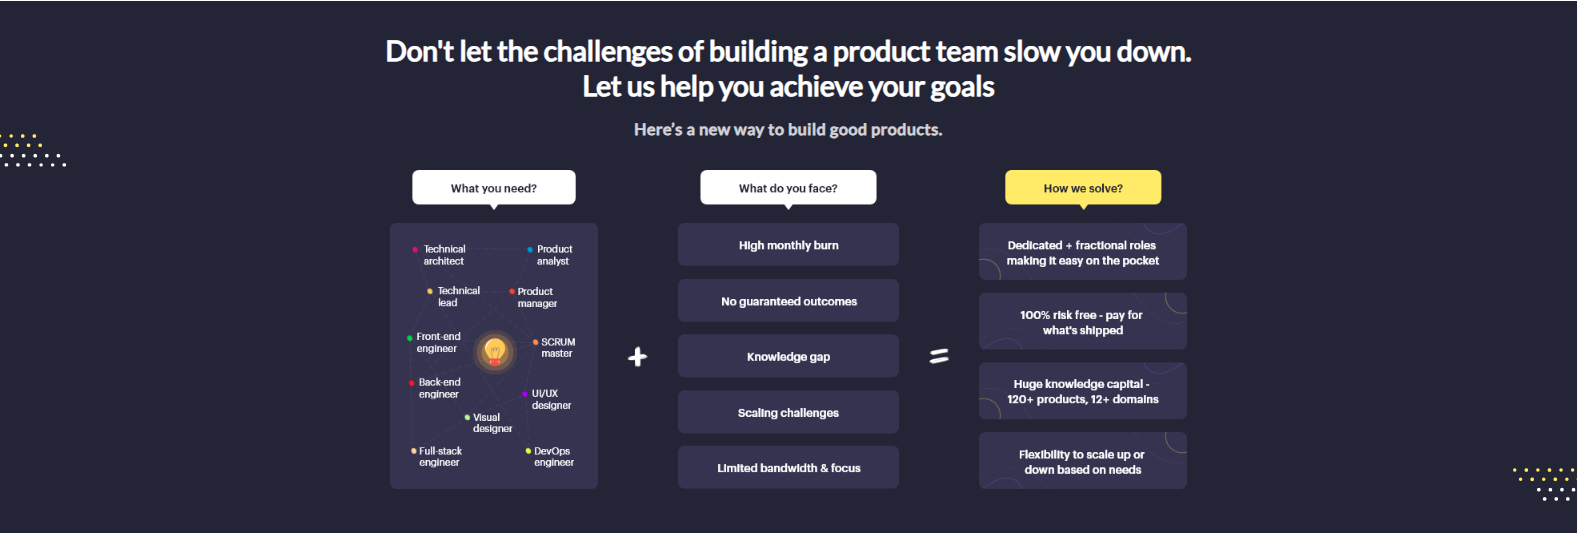 Don't let the challenges of building a product team slow you down.
Let us help you achieve your goals
Here's a new way to build good products.
What you need?
Technical
architect
Product
analyst
Technical
lead
Product
manager
Front-end
engineer
SCRUM
master
Back-end
engineer
UI/UX
designer
Visual
designer
Full-stack
engineer
DevOps
engineer
+
What do you face?
High monthly burn
No guaranteed outcomes
Knowledge gap
Scaling challenges
Limited bandwidth & focus
=
How we solve?
Dedicated + fractional roles
making it easy on the pocket
100% risk free - pay for
what's shipped
Huge knowledge capital -
120+ products, 12+ domains
Flexibility to scale up or
down based on needs